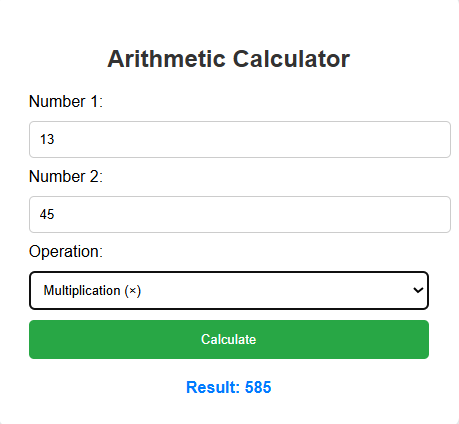 Arithmetic Calculator
Number 1:
13
Number 2:
45
Operation:
Multiplication (×)
Calculate
Result: 585